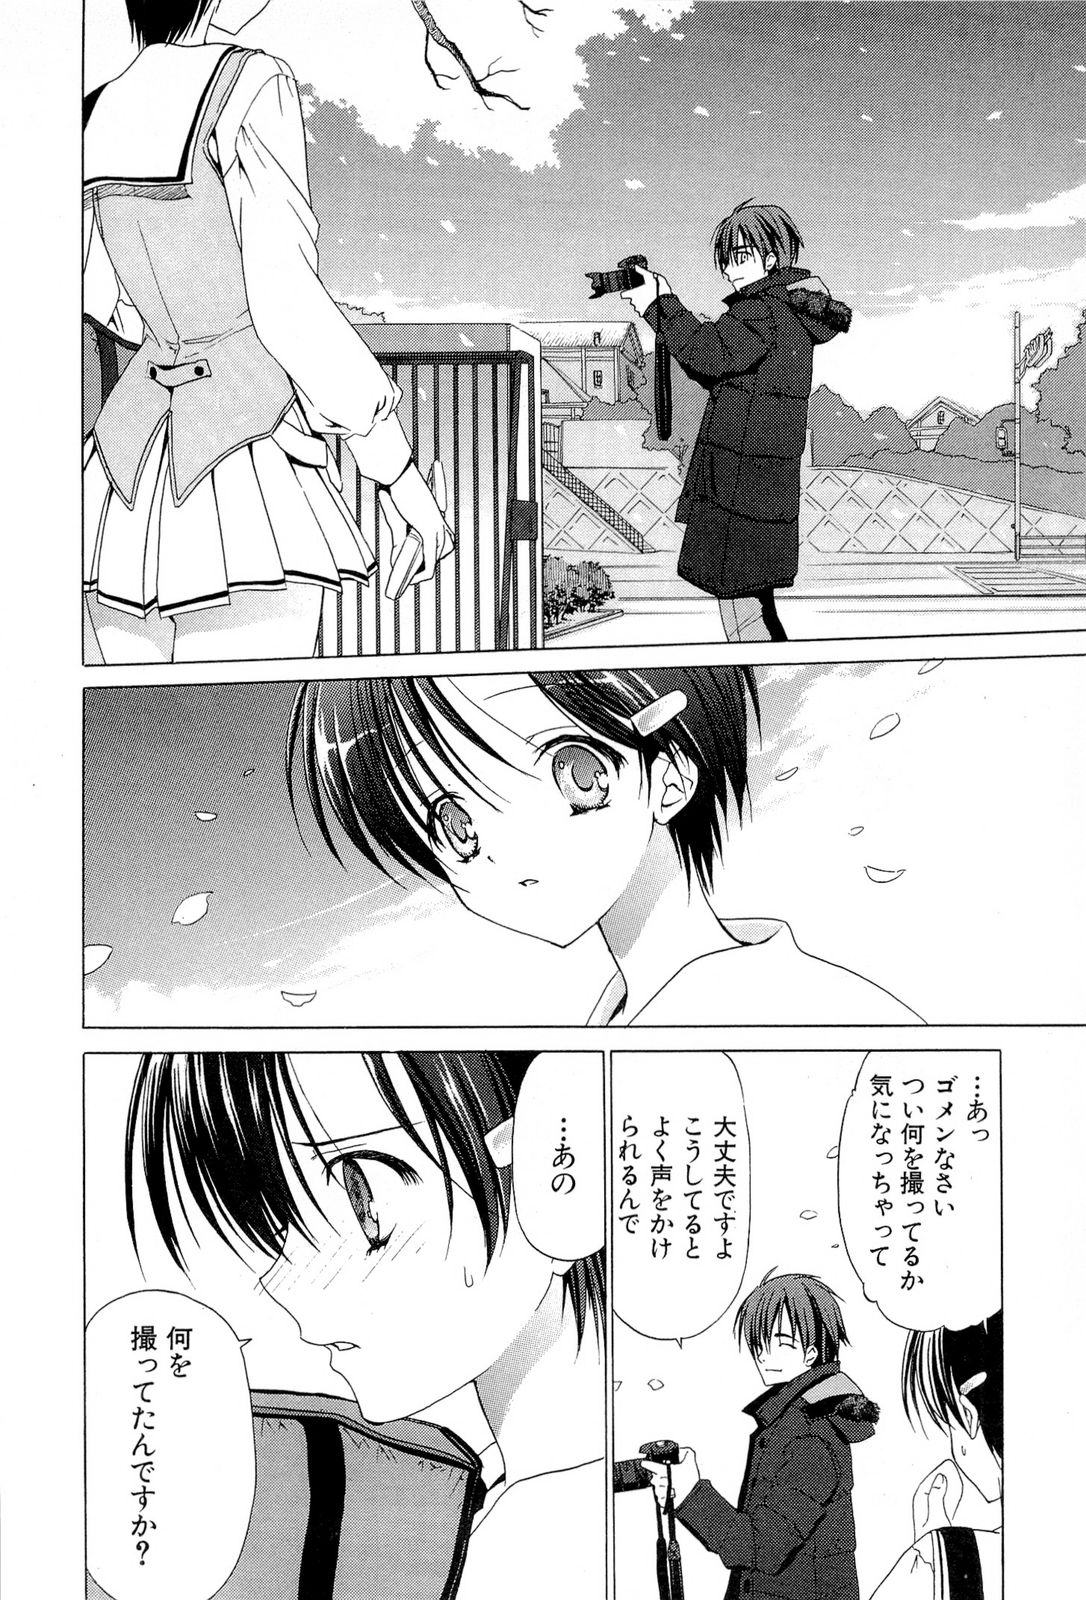 …あっ
ゴメンなさい
つい何を撮ってるか
気になっちゃって
大丈夫ですよ
こうしてると
よく声をかけ
られるんで
…あの
何を
撮ってたんですか？